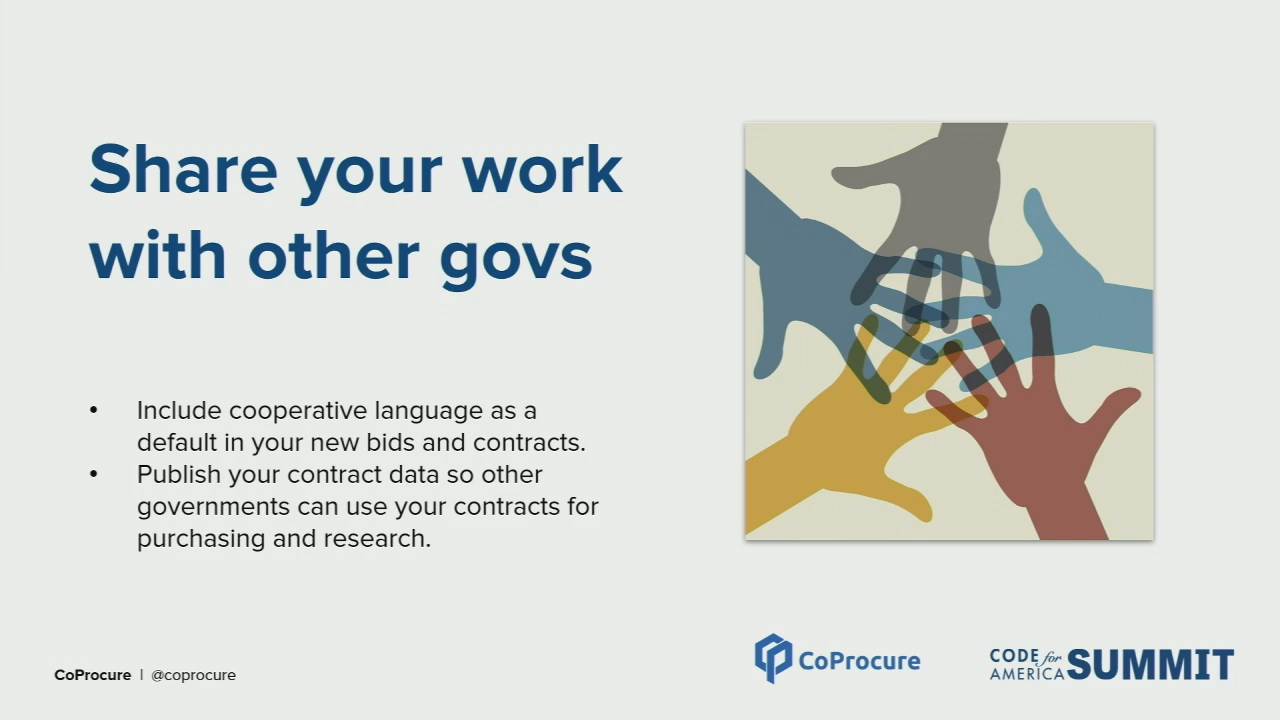 Share your work
with other govs
• Include cooperative language as a
default in your new bids and contracts.
• Publish your contract data so other
governments can use your contracts for
purchasing and research.
CoProcure | @coprocure
CoProcure
CODE for
AMERICA SUMMIT